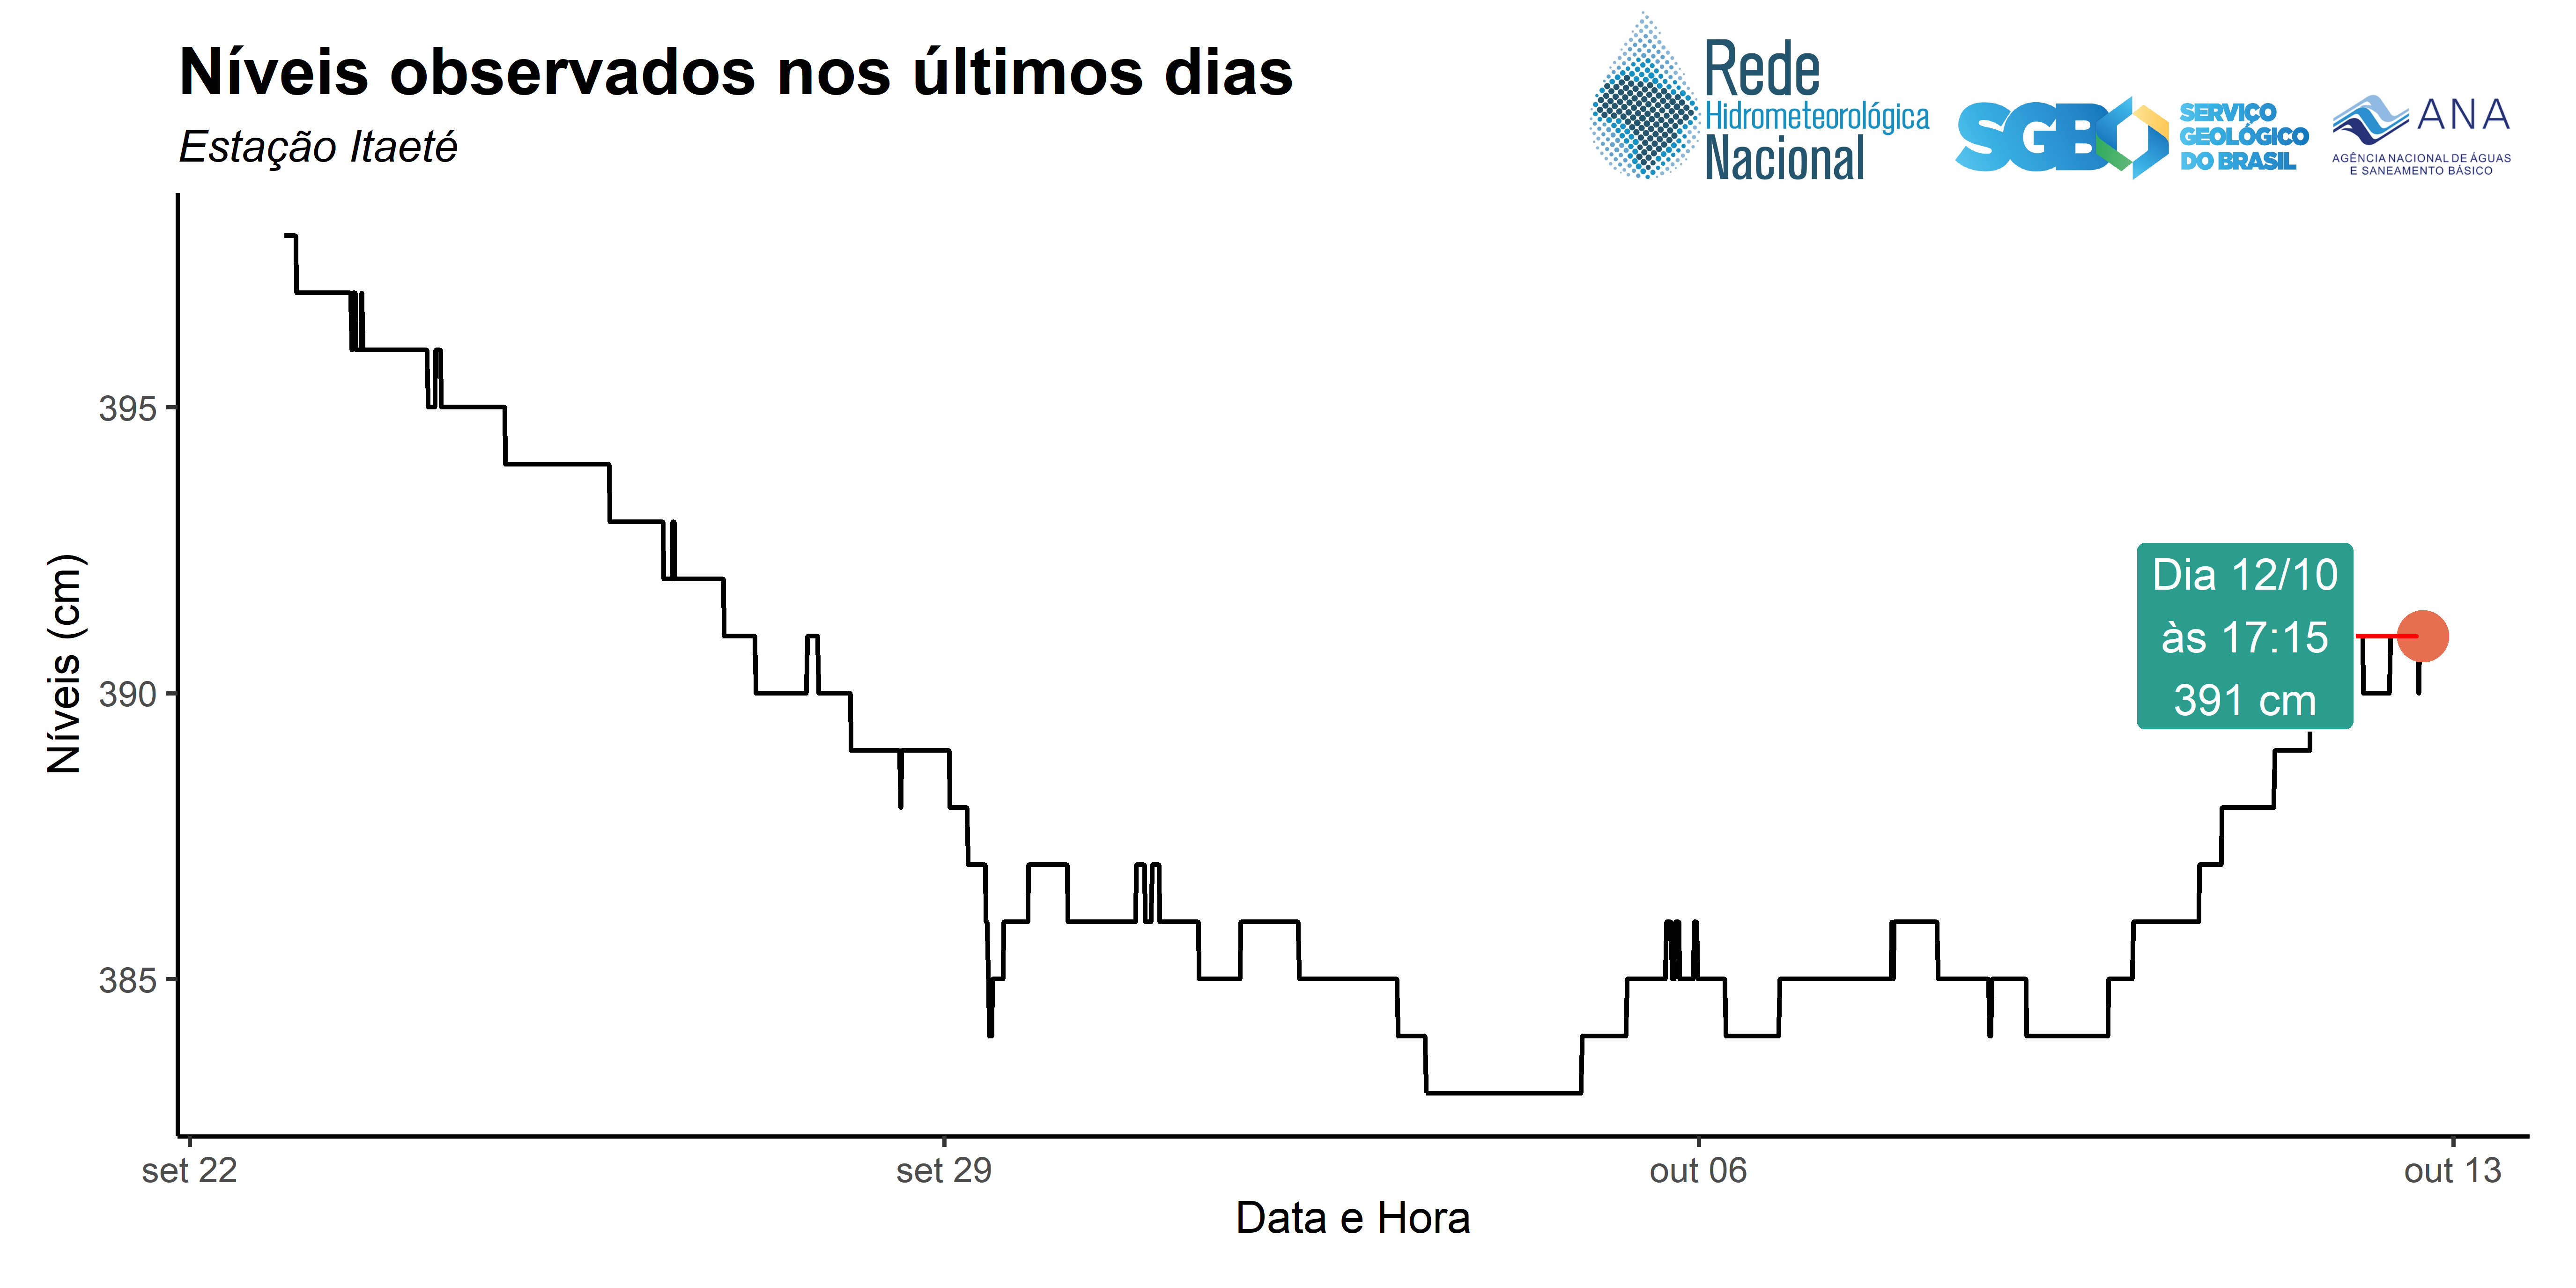 Níveis observados nos últimos dias
Estação Itaeté
Rede
Hidrometeorológica
Nacional
SGB
SERVIÇO
GEOLÓGICO
DO BRASIL
ANA
AGÊNCIA NACIONAL DE ÁGUAS
E SANEAMENTO BÁSICO
Níveis (cm)
395
390
385
Dia 12/10
às 17:15
391 cm
set 22
set 29
out 06
out 13
Data e Hora